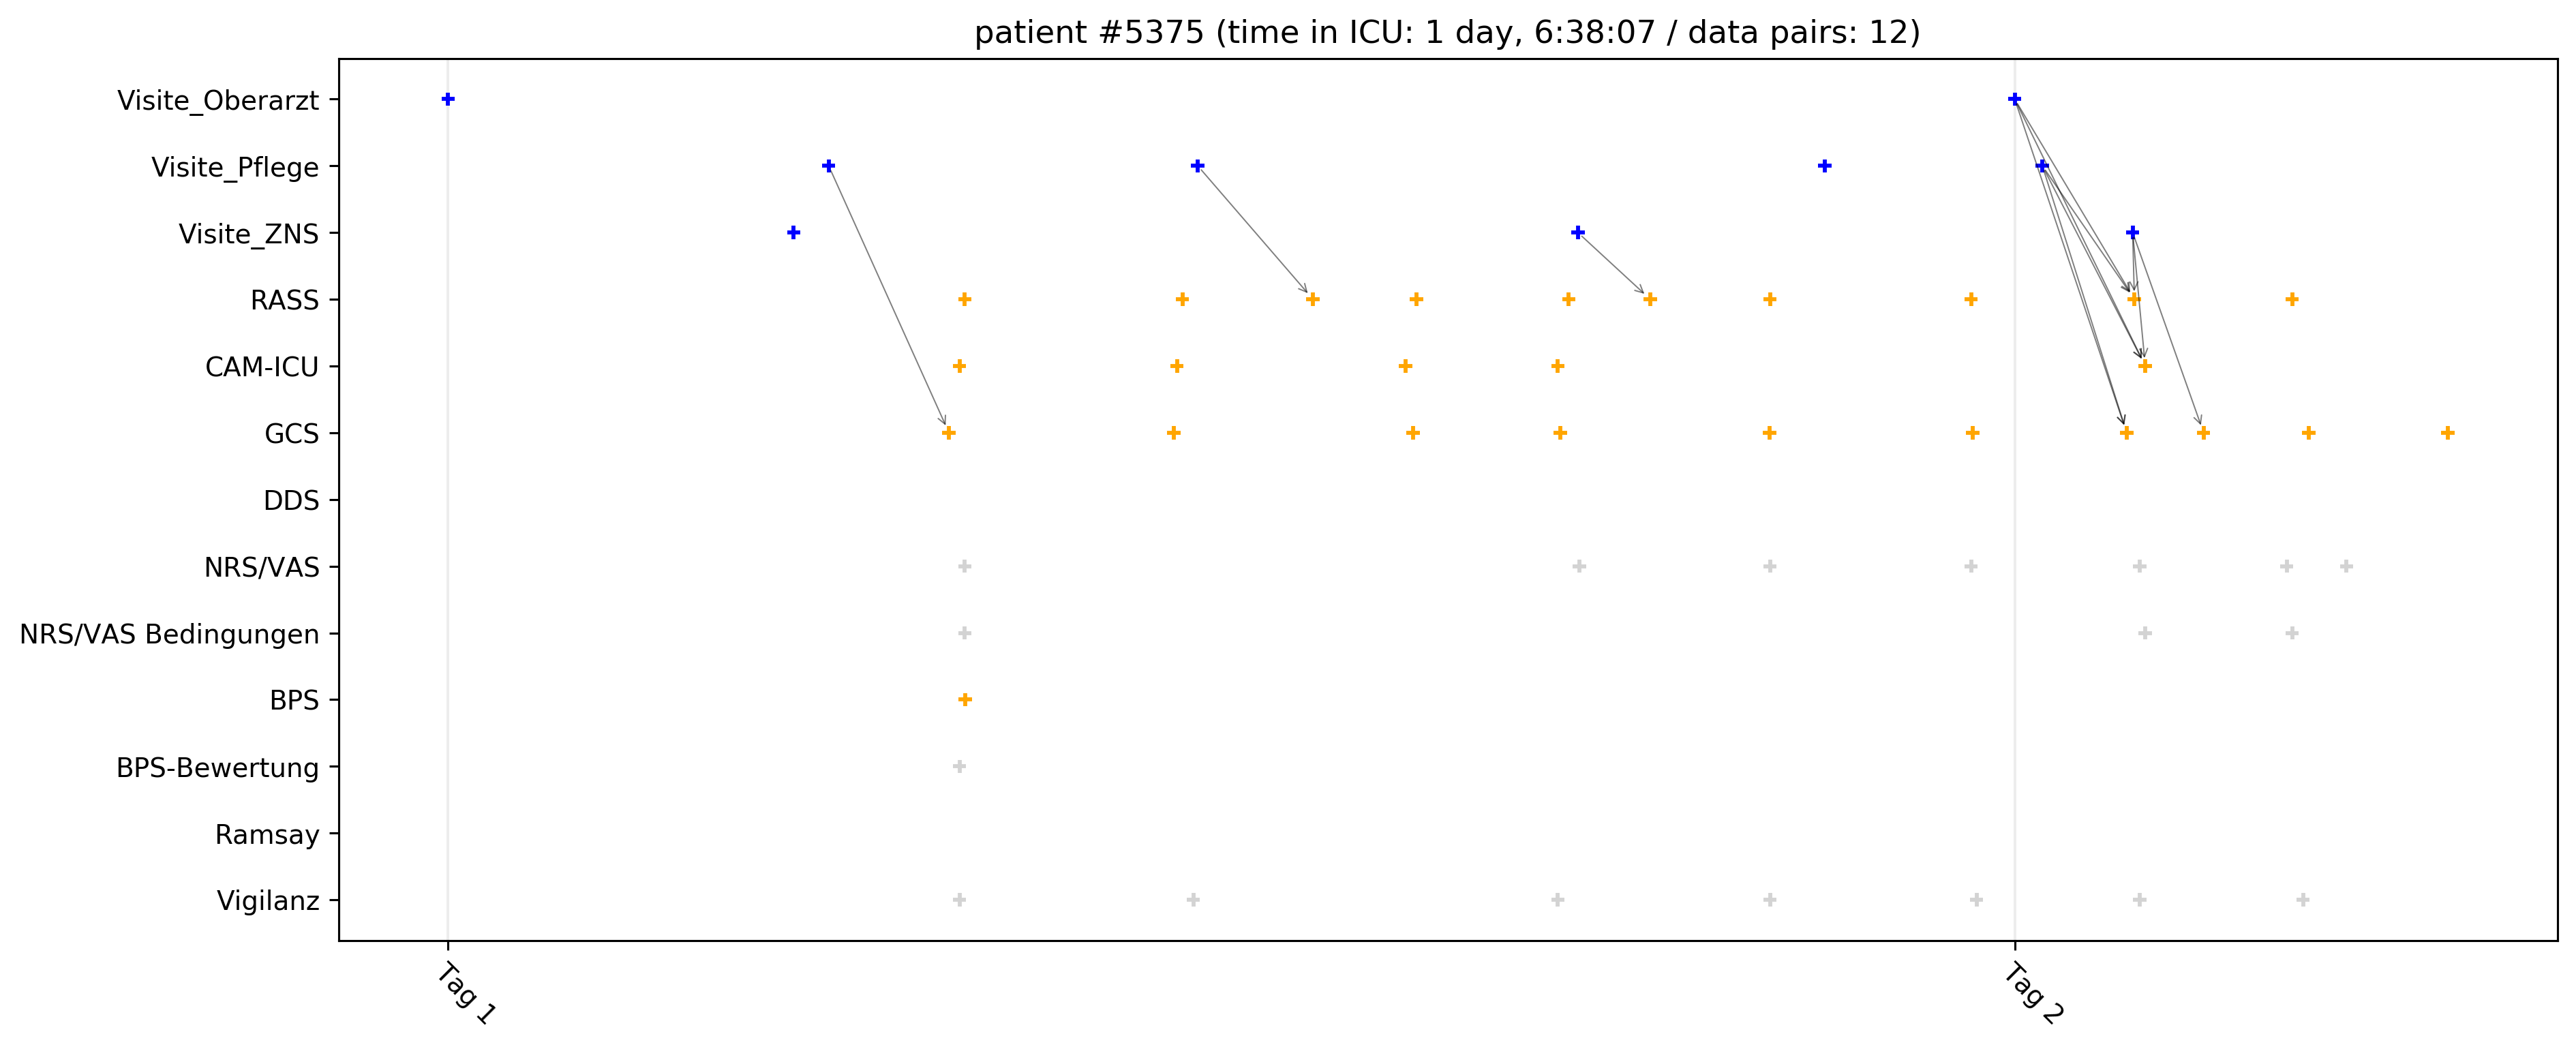 patient #5375 (time in ICU: 1 day, 6:38:07 / data pairs: 12)
Visite_Oberarzt
Visite_Pflege
Visite_ZNS
RASS
CAM-ICU
GCS
DDS
NRS/VAS
NRS/VAS Bedingungen
BPS
BPS-Bewertung
Ramsay
Vigilanz
Tag 1
Tag 2